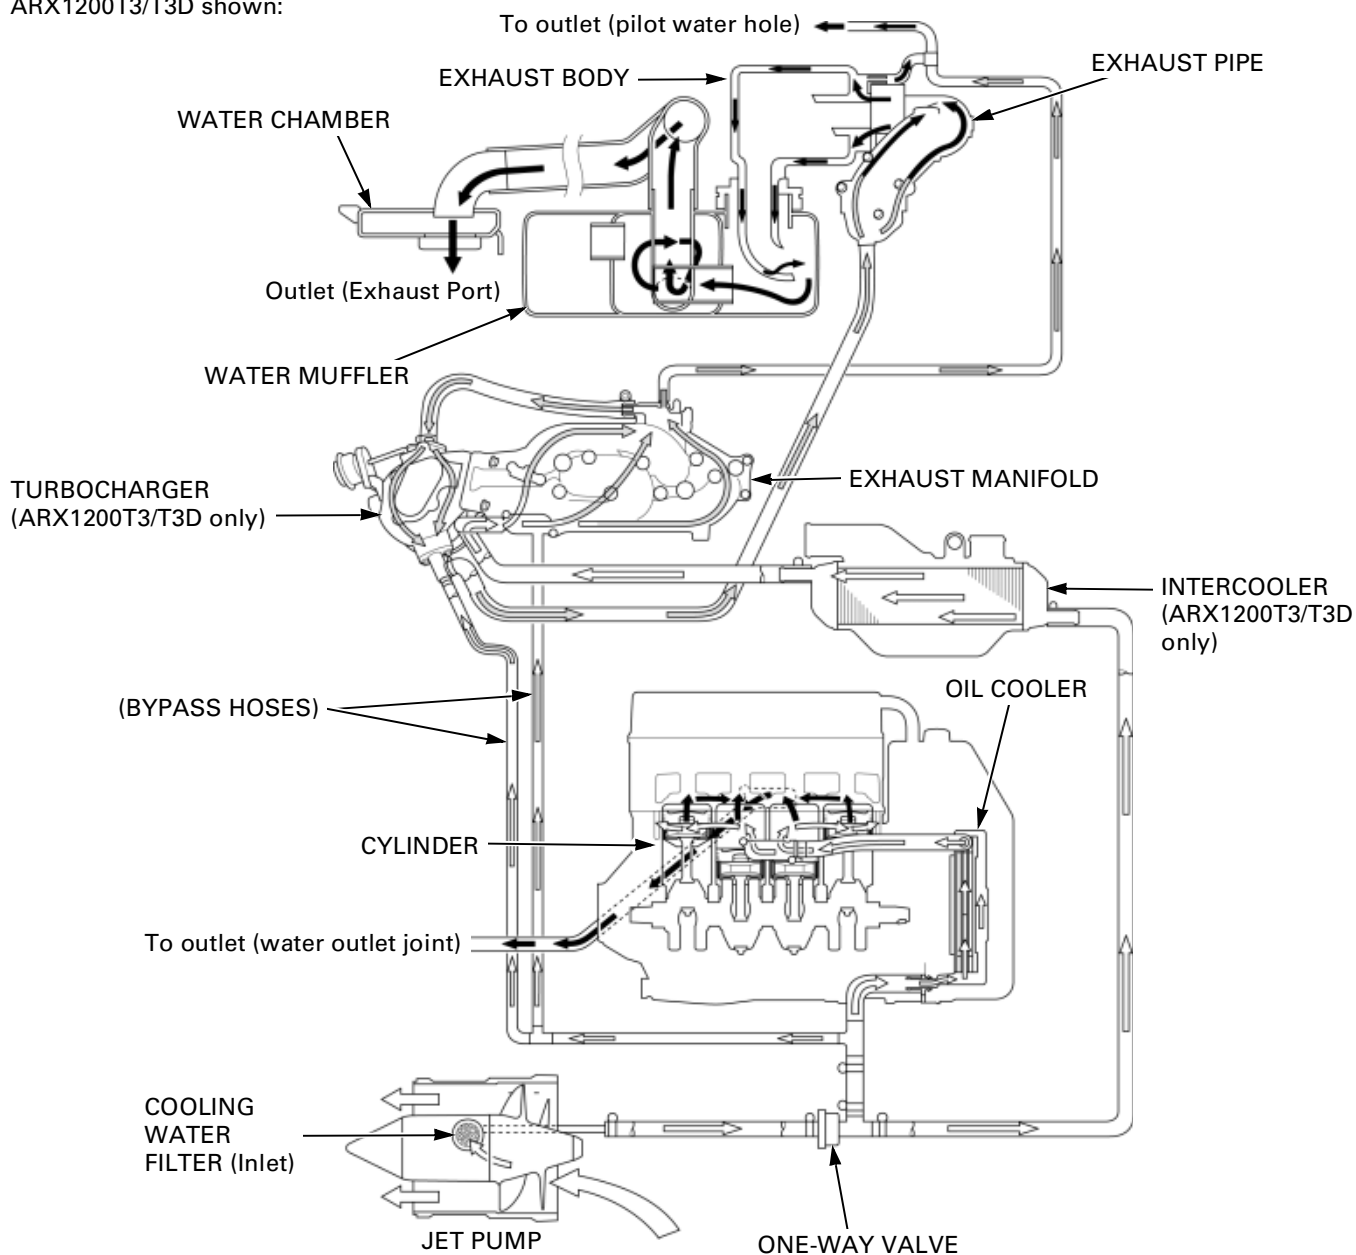 ARX1200T3/T3D shown:
To outlet (pilot water hole)
EXHAUST BODY
EXHAUST PIPE
WATER CHAMBER
Outlet (Exhaust Port)
WATER MUFFLER
TURBOCHARGER
(ARX1200T3/T3D only)
EXHAUST MANIFOLD
INTERCOOLER
(ARX1200T3/T3D
only)
(BYPASS HOSES)
OIL COOLER
CYLINDER
To outlet (water outlet joint)
COOLING
WATER
FILTER (Inlet)
JET PUMP
ONE-WAY VALVE